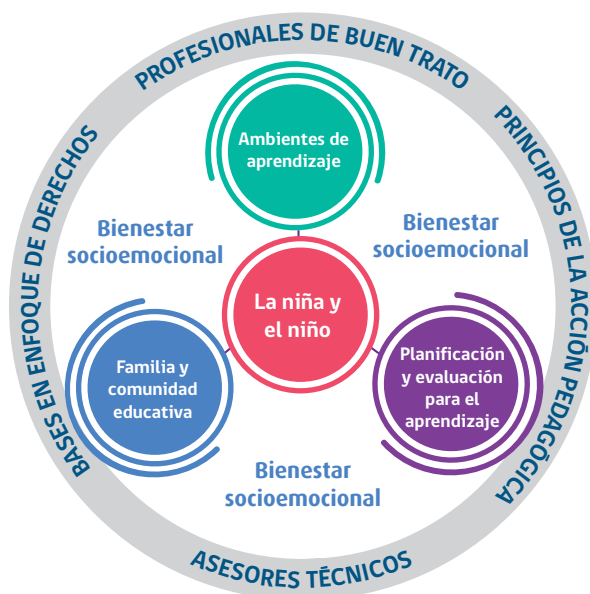 PROFESIONALES DE BUEN TRATO
PRINCIPIOS DE LA ACCIÓN PEDAGÓGICA
BASES EN ENFOQUE DE DERECHOS
Ambientes de
aprendizaje
Bienestar
socioemocional
Bienestar
socioemocional
La niña y
el niño
Familia y
comunidad
educativa
Planificación
y evaluación
para el
aprendizaje
Bienestar
socioemocional
ASESORES TÉCNICOS